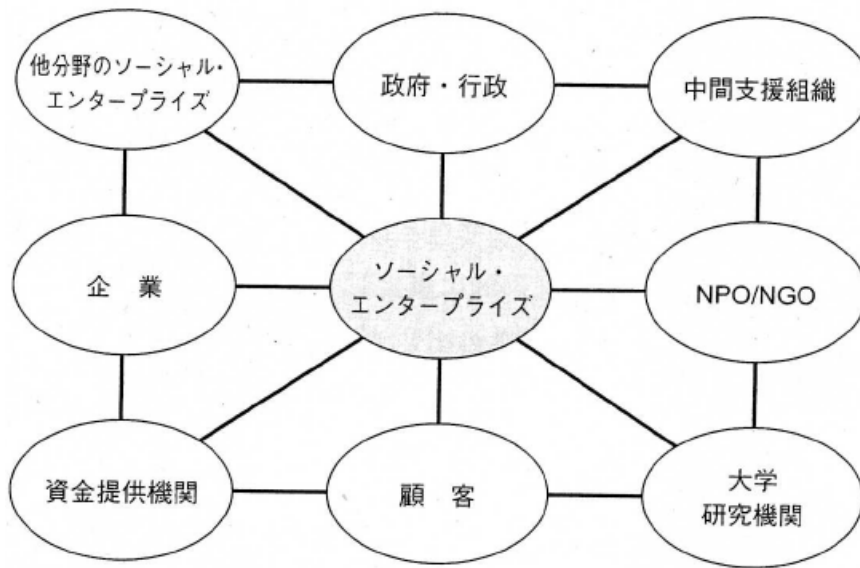 他分野のソーシャル・
エンタープライズ
政府・行政
中間支援組織
企　業
ソーシャル・
エンタープライズ
NPO/NGO
資金提供機関
顧　客
大学
研究機関